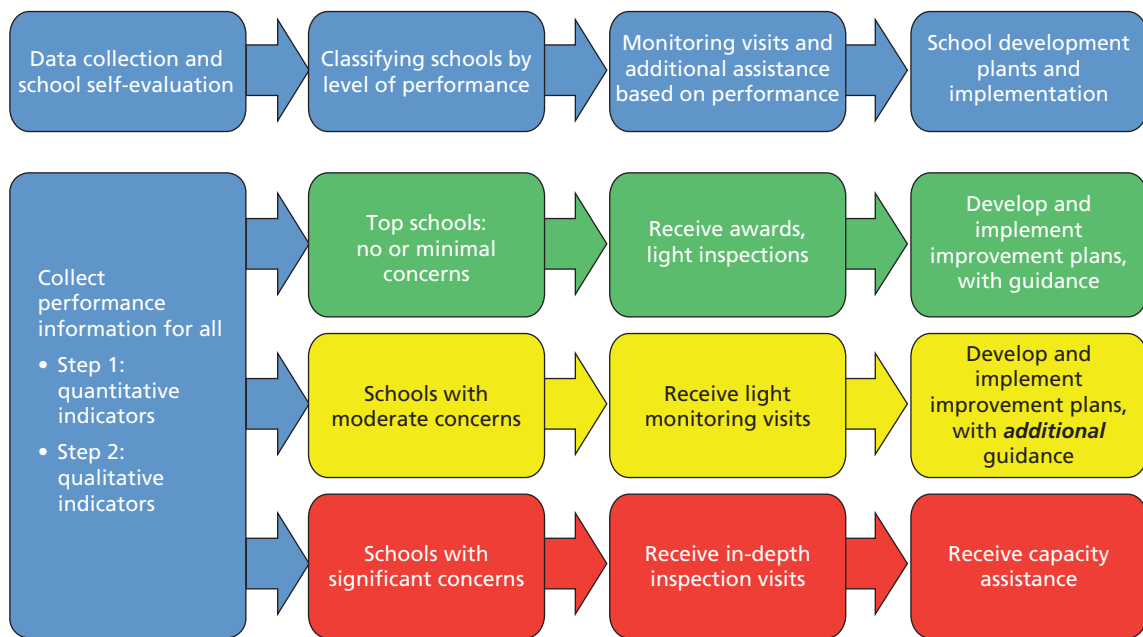 Data collection and
school self-evaluation
Classifying schools by
level of performance
Monitoring visits and
additional assistance
based on performance
School development
plants and
implementation
Collect
performance
information for all
• Step 1:
quantitative
indicators
• Step 2:
qualitative
indicators
Top schools:
no or minimal
concerns
Receive awards,
light inspections
Develop and
implement
improvement plans,
with guidance
Schools with
moderate concerns
Receive light
monitoring visits
Develop and
implement
improvement plans,
with additional
guidance
Schools with
significant concerns
Receive in-depth
inspection visits
Receive capacity
assistance